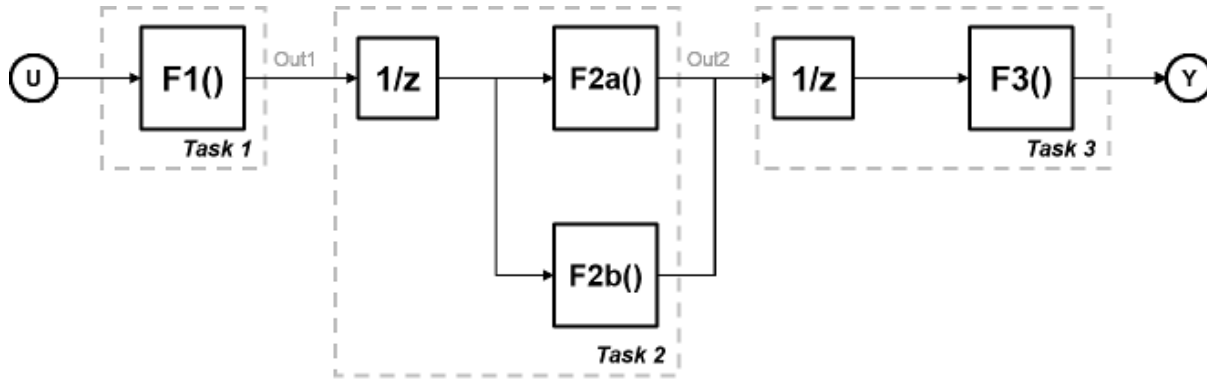 U
F1()
Task 1
Out1
1/z
F2a()
F2b()
Task 2
Out2
1/z
F3()
Task 3
Y